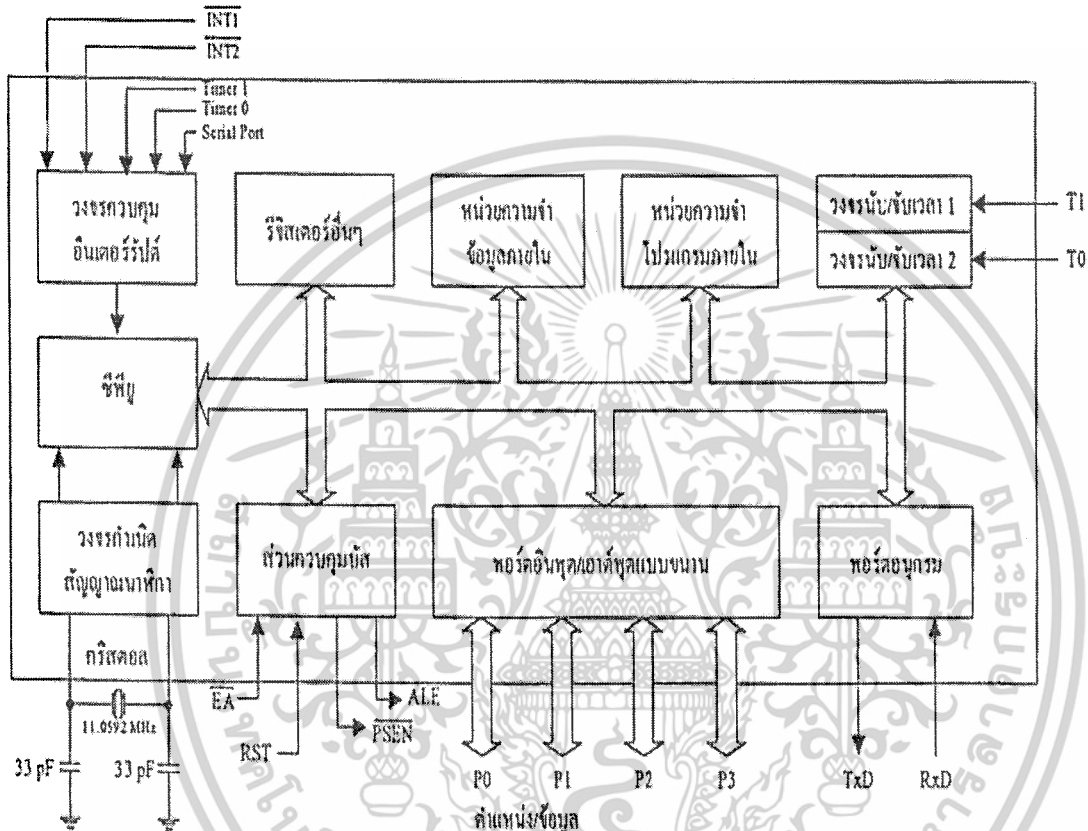 INT1
INT2
Timer 1
Timer 0
Serial Port
วงจรควบคุม
อินเตอร์รัปต์
รีจิสเตอร์อื่นๆ
หน่วยความจำ
ข้อมูลภายใน
หน่วยความจำ
โปรแกรมภายใน
วงจรนับ/จับเวลา 1
T1
วงจรนับ/จับเวลา 2
T0
ซีพียู
วงจรกำเนิด
สัญญาณนาฬิกา
ส่วนควบคุมบัส
พอร์ตอินพุต/เอาต์พุตแบบขนาน
พอร์ตอนุกรม
คริสตอล
11.0592 MHz
33 pF
33 pF
EA
RST
PSEN
ALE
P0
P1
P2
P3
TxD
RxD
ตำแหน่ง/ข้อมูล